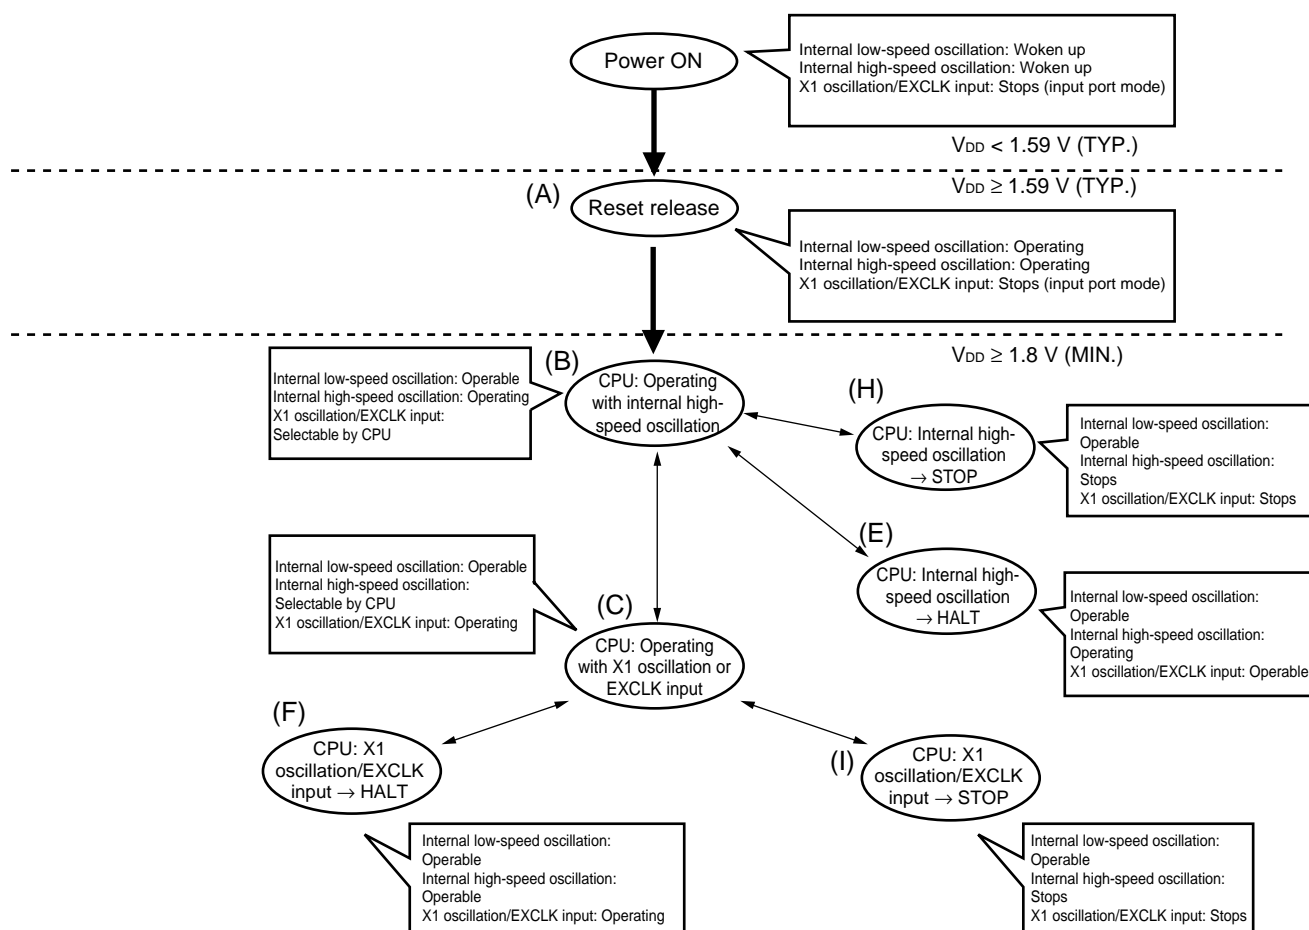 Power ON
Internal low-speed oscillation: Woken up
Internal high-speed oscillation: Woken up
X1 oscillation/EXCLK input: Stops (input port mode)
VDD < 1.59 V (TYP.)
VDD ≥ 1.59 V (TYP.)
(A)
Reset release
Internal low-speed oscillation: Operating
Internal high-speed oscillation: Operating
X1 oscillation/EXCLK input: Stops (input port mode)
VDD ≥ 1.8 V (MIN.)
(B)
CPU: Operating
with internal high-
speed oscillation
Internal low-speed oscillation: Operable
Internal high-speed oscillation: Operating
X1 oscillation/EXCLK input:
Selectable by CPU
(H)
CPU: Internal high-
speed oscillation
→ STOP
Internal low-speed oscillation:
Operable
Internal high-speed oscillation:
Stops
X1 oscillation/EXCLK input: Stops
(E)
CPU: Internal high-
speed oscillation
→ HALT
Internal low-speed oscillation:
Operable
Internal high-speed oscillation:
Operating
X1 oscillation/EXCLK input: Operable
Internal low-speed oscillation: Operable
Internal high-speed oscillation:
Selectable by CPU
X1 oscillation/EXCLK input: Operating
(C)
CPU: Operating
with X1 oscillation or
EXCLK input
(F)
CPU: X1
oscillation/EXCLK
input → HALT
(I)
CPU: X1
oscillation/EXCLK
input → STOP
Internal low-speed oscillation:
Operable
Internal high-speed oscillation:
Operable
X1 oscillation/EXCLK input: Operating
Internal low-speed oscillation:
Operable
Internal high-speed oscillation:
Stops
X1 oscillation/EXCLK input: Stops